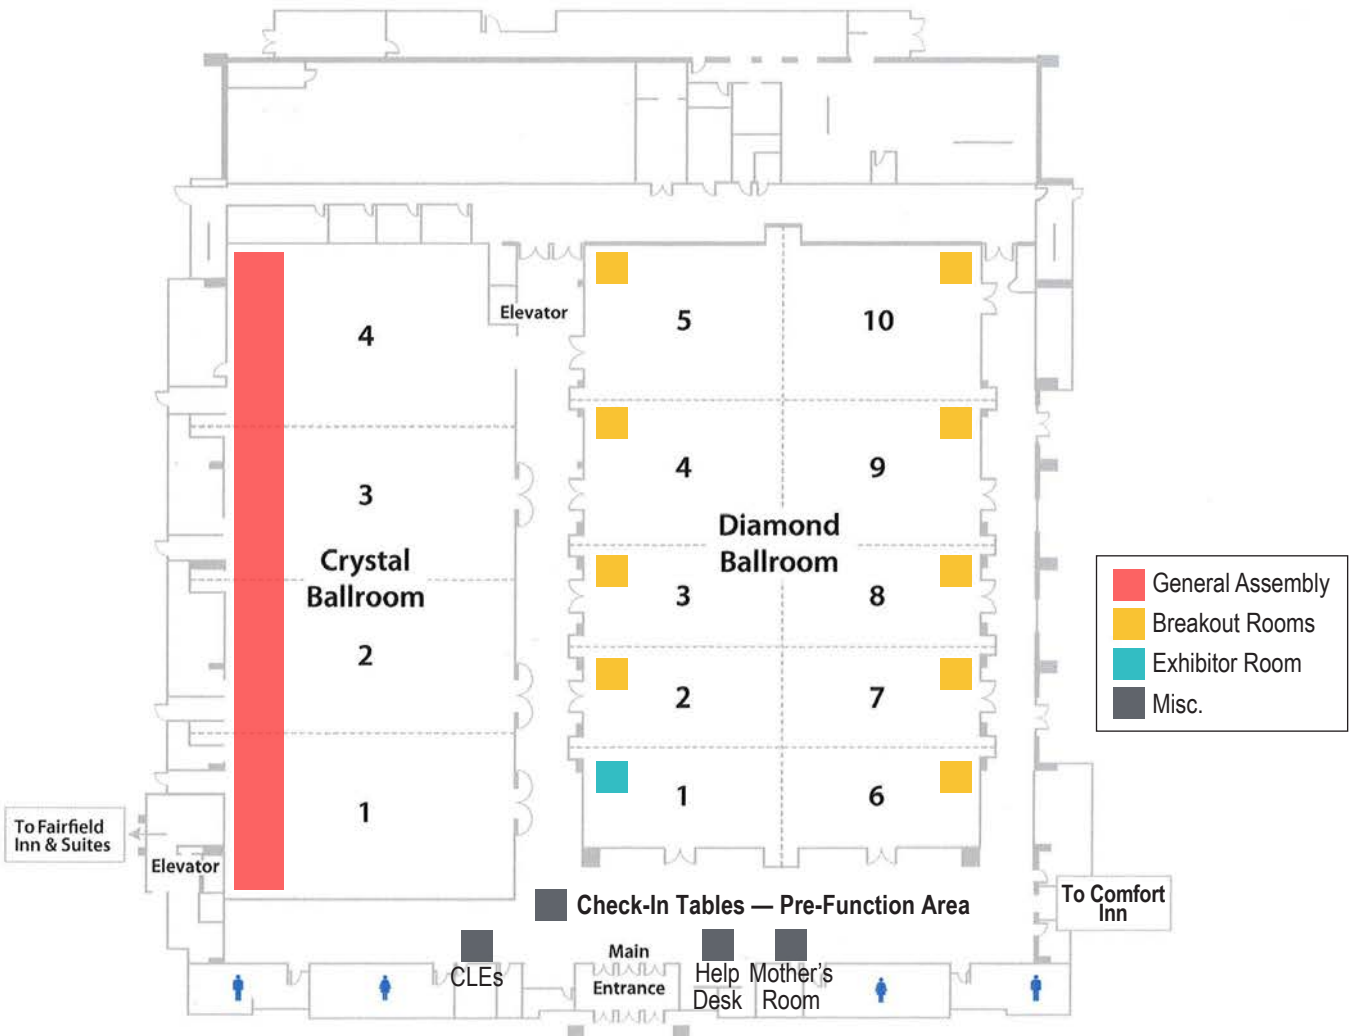 Elevator
4
5
10
3
4
9
Crystal
Ballroom
Diamond
Ballroom
3
8
2
2
7
1
1
6
General Assembly
Breakout Rooms
Exhibitor Room
Misc.
To Fairfield
Inn & Suites
Elevator
Check-In Tables — Pre-Function Area
To Comfort
Inn
CLEs
Main
Entrance
Help
Desk
Mother's
Room